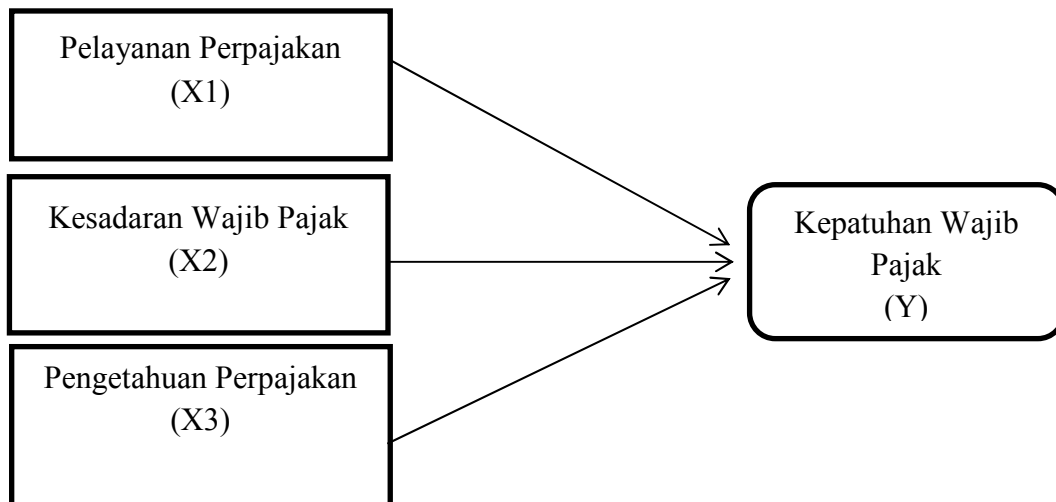 Pelayanan Perpajakan
(X1)
Kesadaran Wajib Pajak
(X2)
Pengetahuan Perpajakan
(X3)
Kepatuhan Wajib
Pajak
(Y)